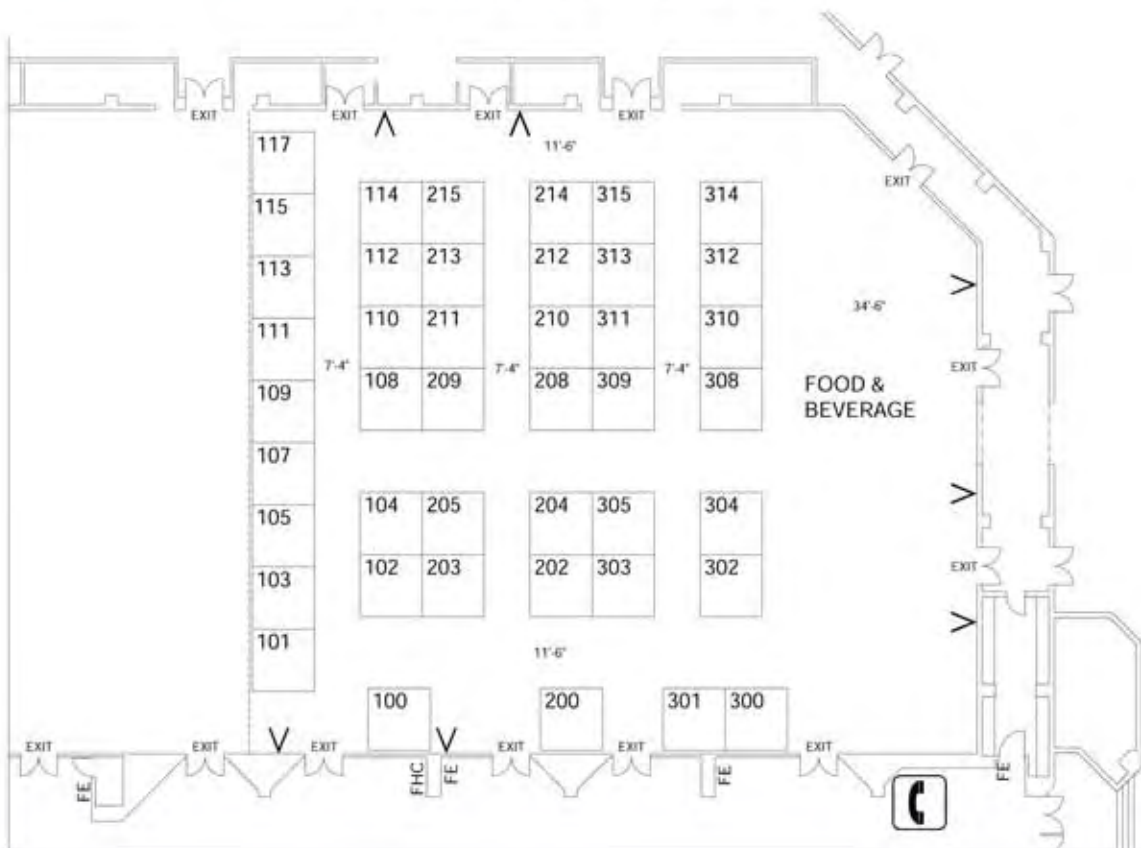 EXIT
EXIT
EXIT
EXIT
11'-6"
117
EXIT
114 215 214 315 314
115
112 213 212 313 312
113
34'-6"
110 211 210 311 310
111
7'-4" 7'-4" 7'-4" EXIT
108 209 208 309 308
109
FOOD &
BEVERAGE
107
104 205 204 305 304
105
102 203 202 303 302
EXIT
103
101
11'-6"
100 200 301 300
EXIT EXIT EXIT EXIT EXIT EXIT
FE
FHC
FE
FE
FE